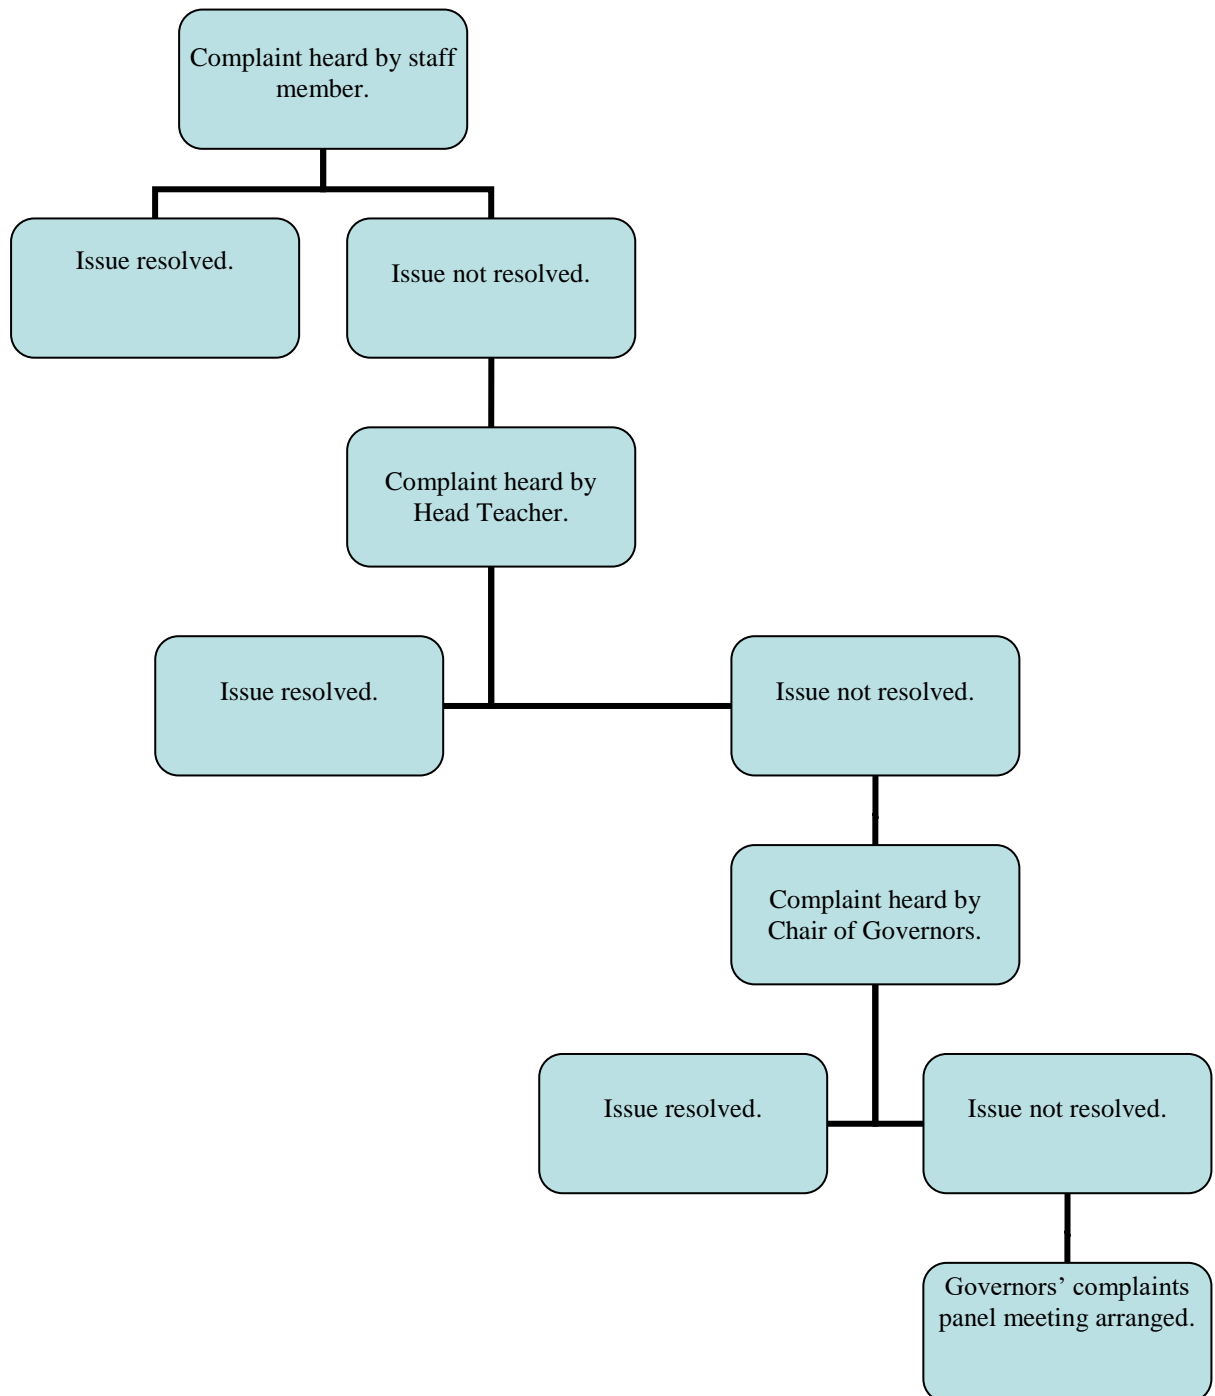 Complaint heard by staff
member.
Issue resolved.
Issue not resolved.
Complaint heard by
Head Teacher.
Issue resolved.
Issue not resolved.
Complaint heard by
Chair of Governors.
Issue resolved.
Issue not resolved.
Governors’ complaints
panel meeting arranged.